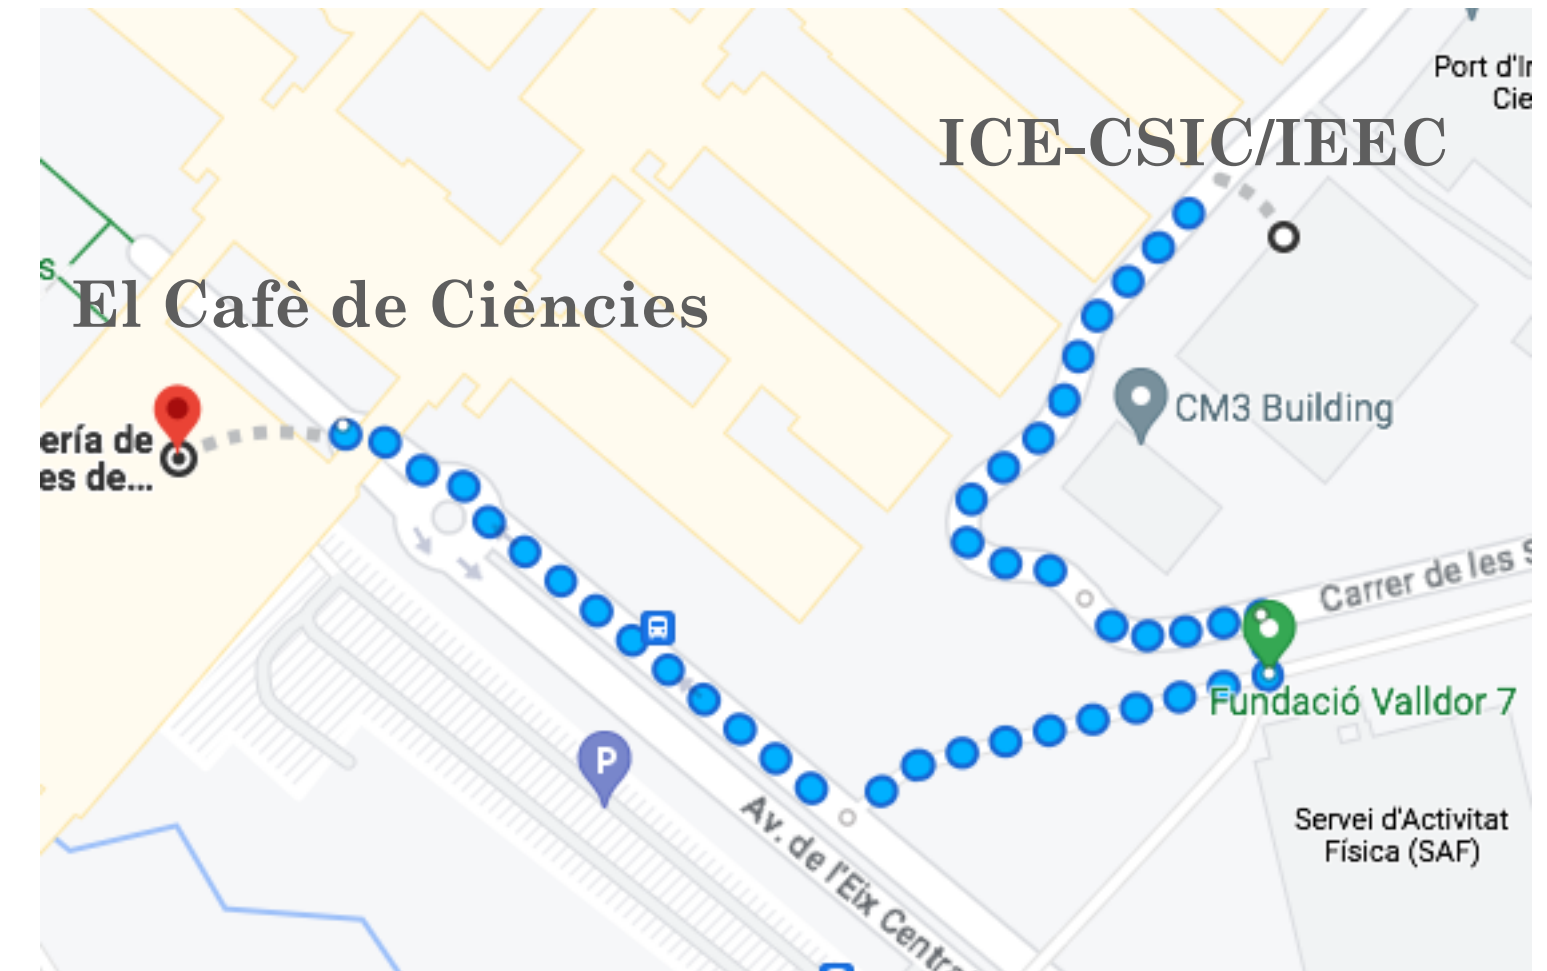 Port d'In
Cie
ICE-CSIC/IEEC
s
El Cafè de Ciències
CM3 Building
ería de
es de...
Carrer de les S
Fundació Valldor 7
P
Av. de l'Eix Centra
Servei d'Activitat
Física (SAF)